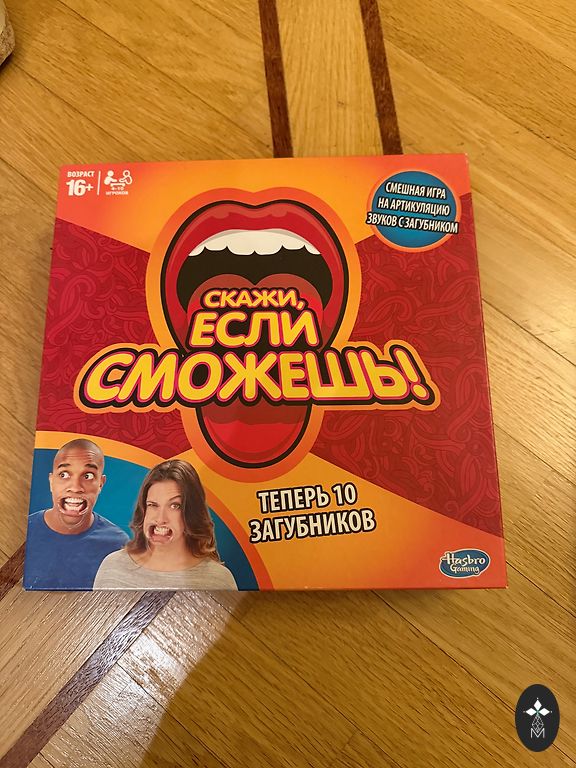 ВОЗРАСТ
16+
4-10
ИГРОКОВ
СМЕШНАЯ ИГРА
НА АРТИКУЛЯЦИЮ
ЗВУКОВ С ЗАГУБНИКОМ
СКАЖИ,
ЕСЛИ
СМОЖЕШЬ!
ТЕПЕРЬ 10
ЗАГУБНИКОВ
Hasbro
Gaming
M